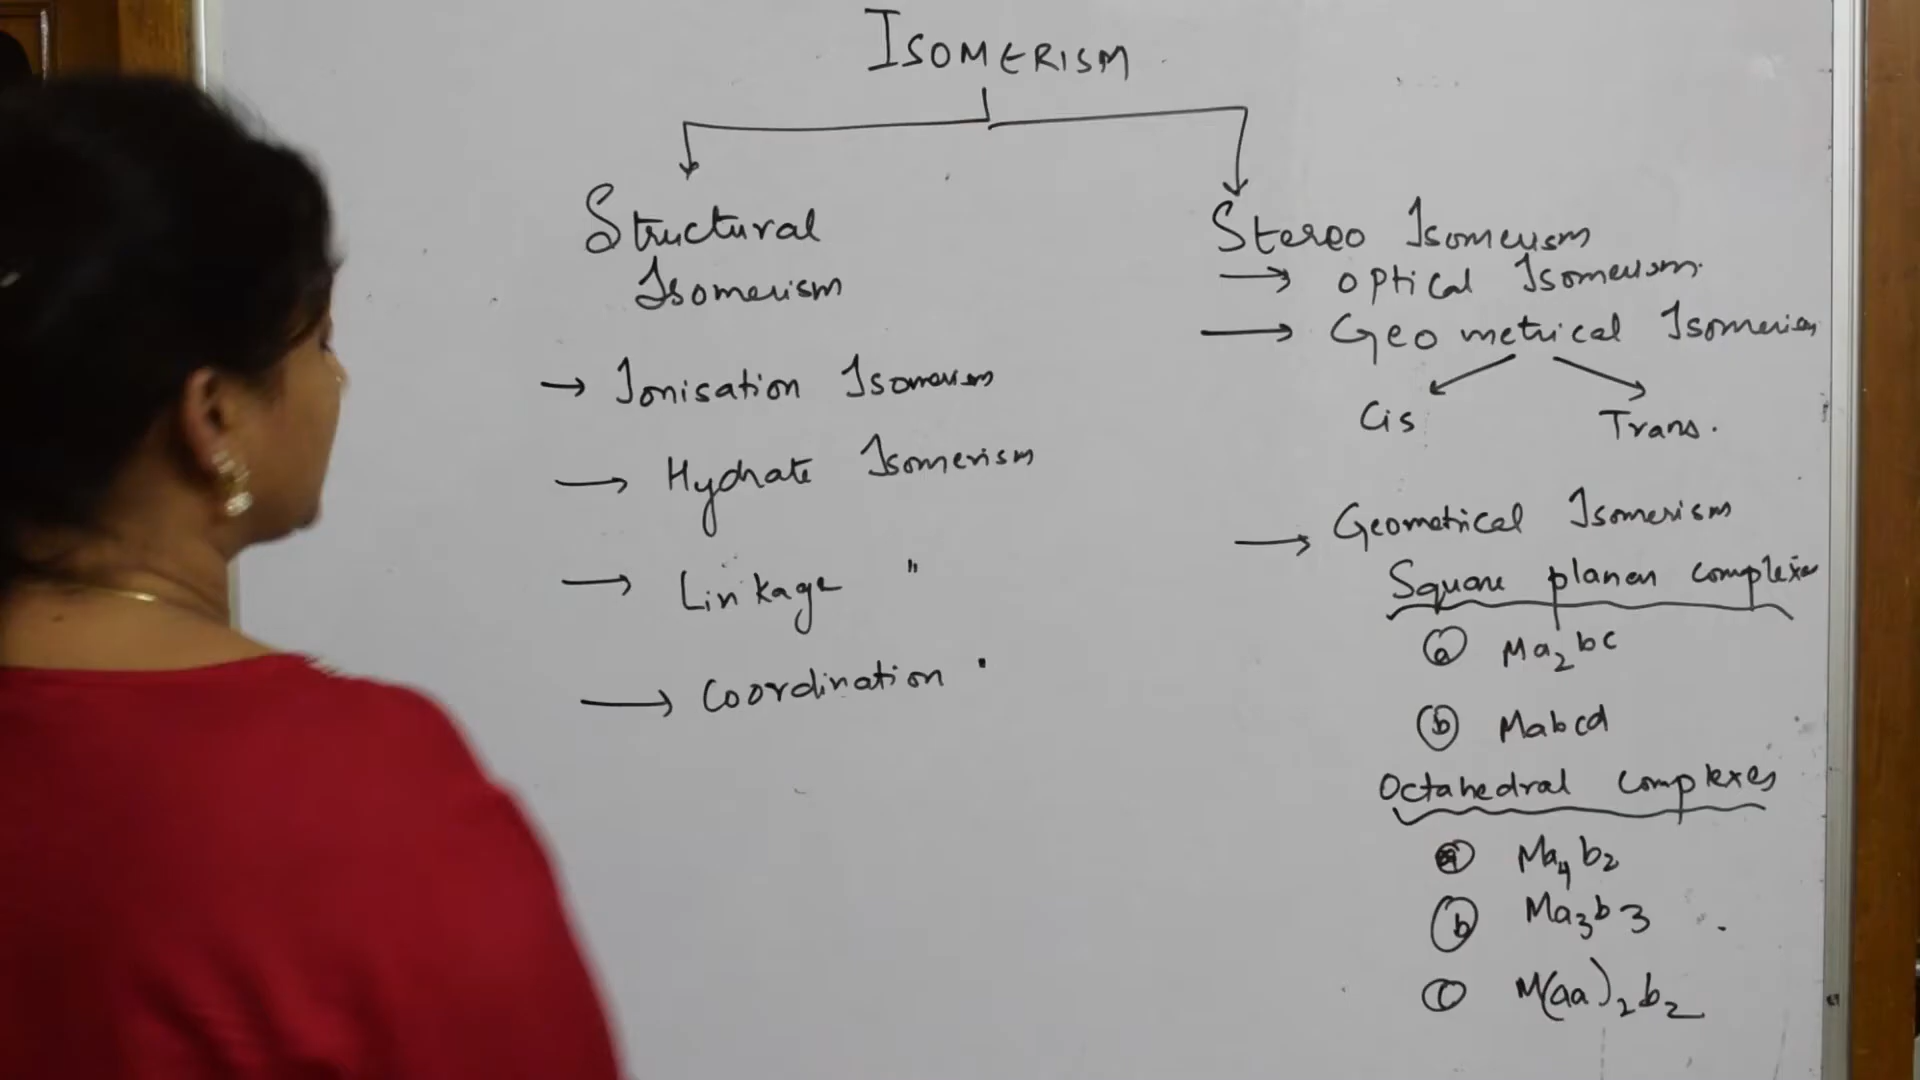 ISOMERISM
Structural
Isomerism
→ Ionisation Isomerism
→ Hydrate Isomerism
→ Linkage "
→ Coordination "
Stereo Isomerism
→ Optical Isomerism
→ Geometrical Isomerism
Cis Trans.
→ Geometrical Isomerism
Square planar complexes
(a) Ma₂bc
(b) Mabcd
Octahedral complexes
(a) Ma₄b₂
(b) Ma₃b₃
(c) M(aa)₂b₂